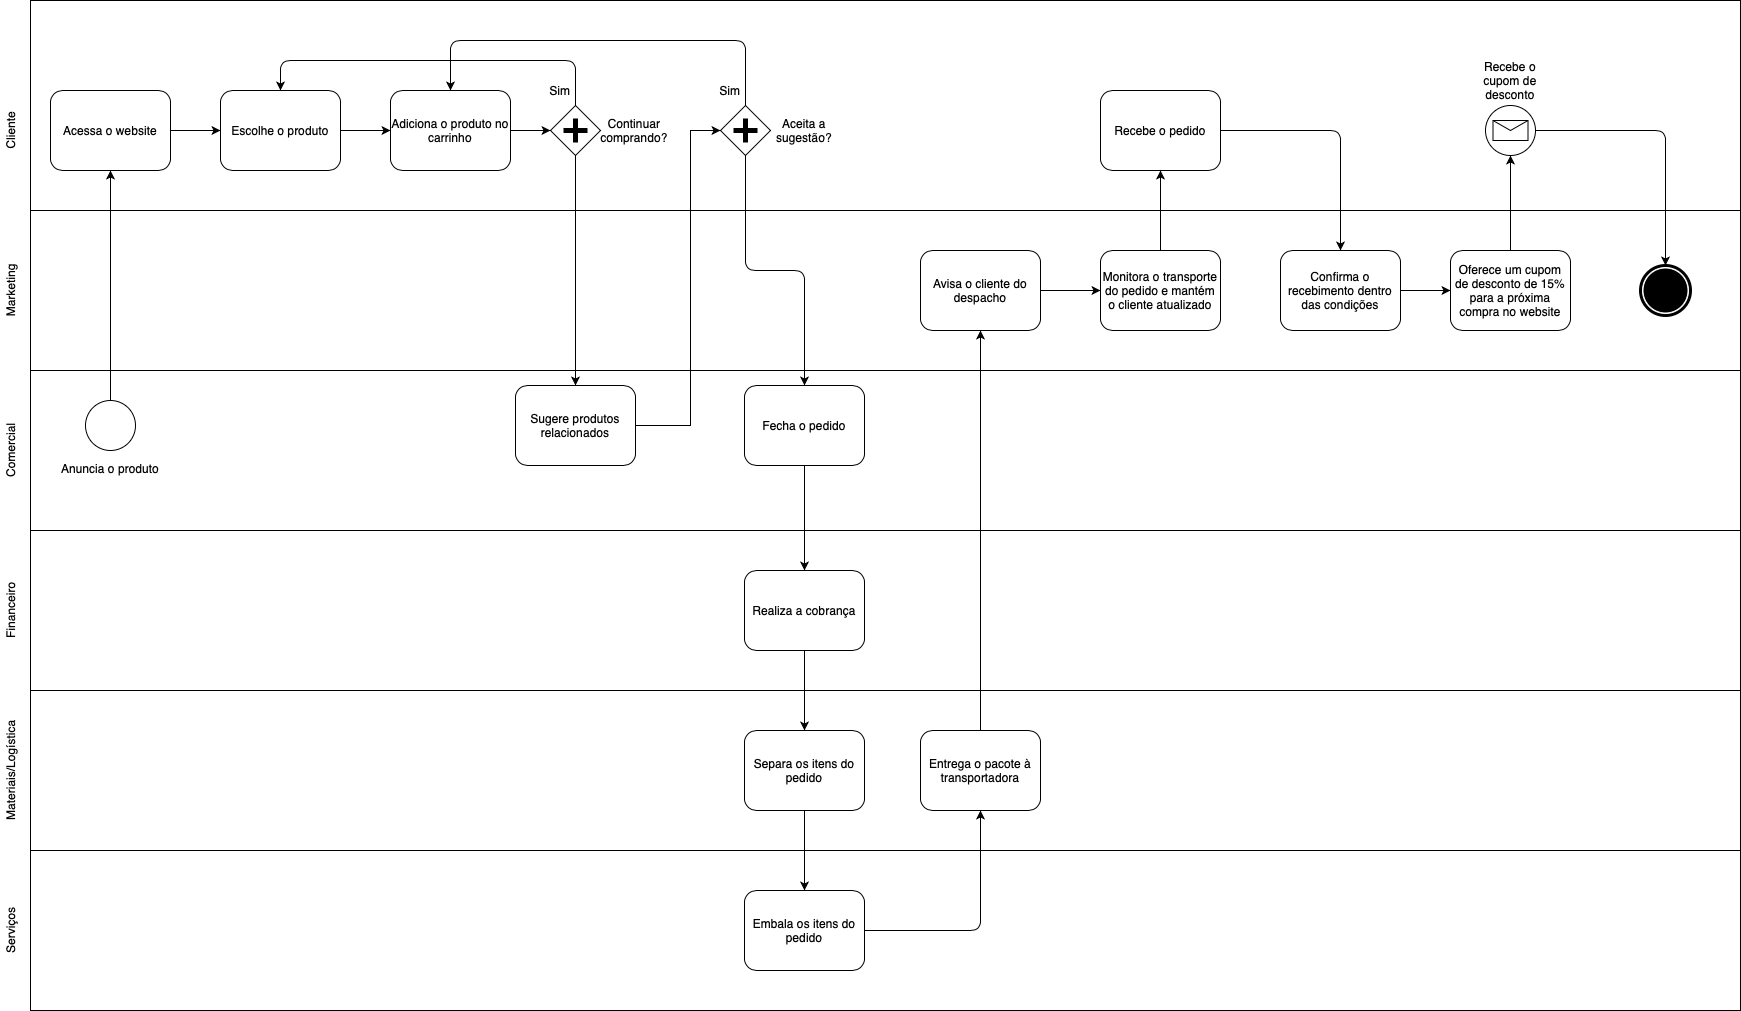 Cliente
Acessa o website
Escolhe o produto
Adiciona o produto no
carrinho
Sim
Continuar
comprando?
Sim
Aceita a
sugestão?
Recebe o pedido
Recebe o
cupom de
desconto
Marketing
Avisa o cliente do
despacho
Monitora o transporte
do pedido e mantém
o cliente atualizado
Confirma o
recebimento dentro
das condições
Oferece um cupom
de desconto de 15%
para a próxima
compra no website
Comercial
Anuncia o produto
Sugere produtos
relacionados
Fecha o pedido
Financeiro
Realiza a cobrança
Materiais/Logística
Separa os itens do
pedido
Entrega o pacote à
transportadora
Serviços
Embala os itens do
pedido